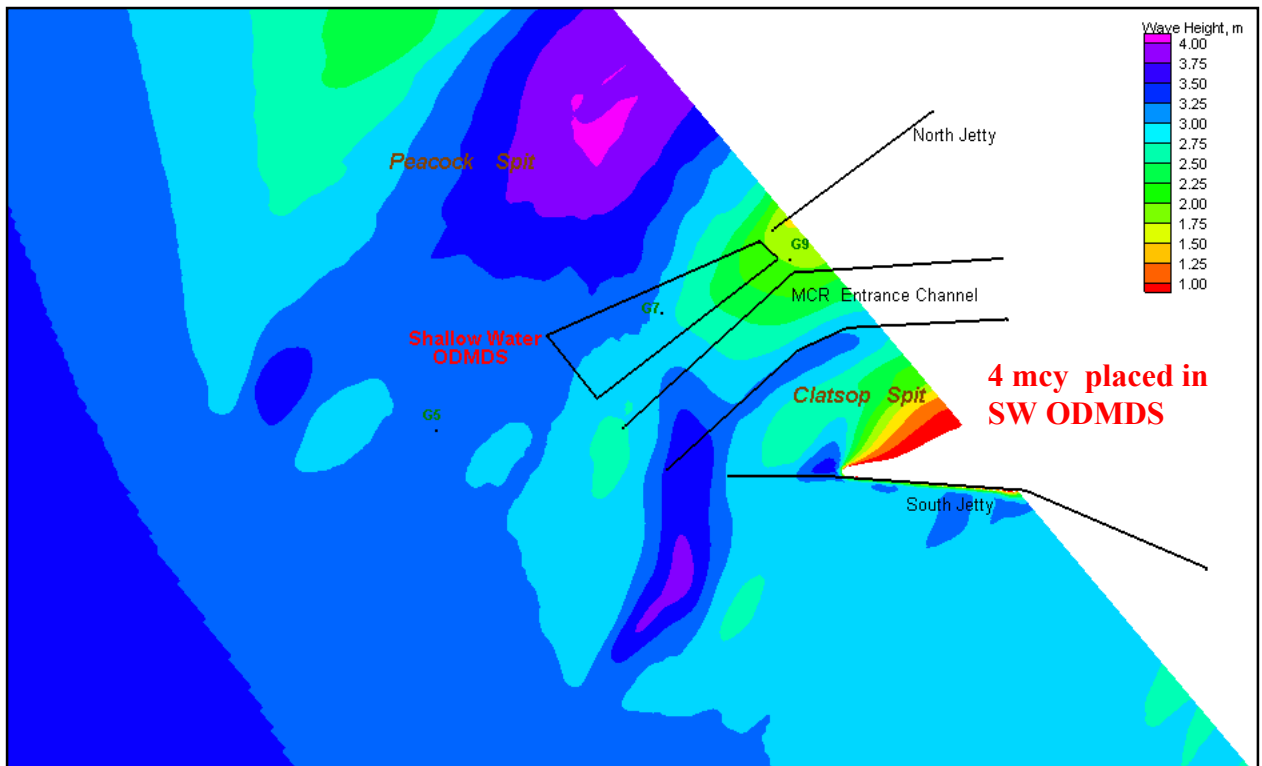 Wave Height, m
4.00
3.75
3.50
3.25
3.00
2.75
2.50
2.25
2.00
1.75
1.50
1.25
1.00
North Jetty
Peacock Spit
G9
MCR Entrance Channel
G7
Shallow Water
ODMDS
4 mcy placed in
SW ODMDS
Clatsop Spit
G5
South Jetty